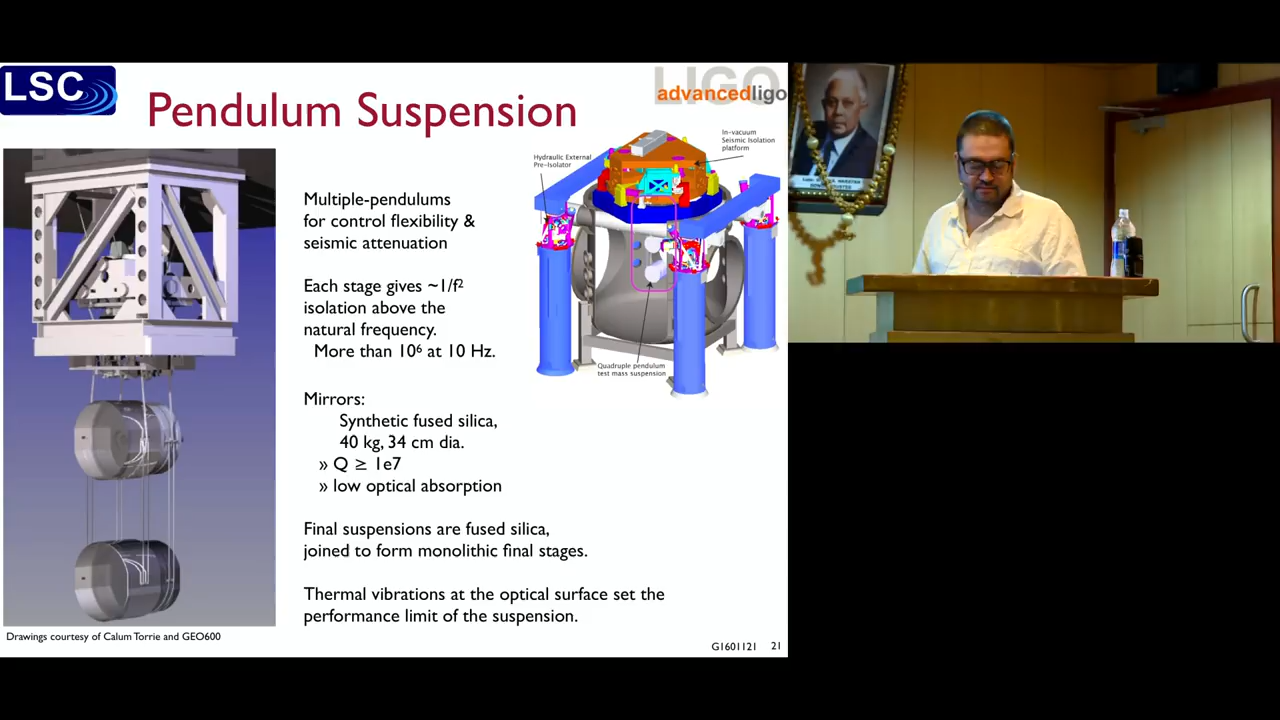 LSC
LIGO
advancedligo
Pendulum Suspension
Multiple-pendulums
for control flexibility &
seismic attenuation
Each stage gives ~1/f²
isolation above the
natural frequency.
More than 10⁶ at 10 Hz.
Hydraulic External
Pre-Isolator
In-vacuum
Seismic Isolation
platform
Quadruple pendulum
test mass suspension
Mirrors:
Synthetic fused silica,
40 kg, 34 cm dia.
» Q ≥ 1e7
» low optical absorption
Final suspensions are fused silica,
joined to form monolithic final stages.
Thermal vibrations at the optical surface set the
performance limit of the suspension.
Drawings courtesy of Calum Torrie and GEO600
G1601121 21